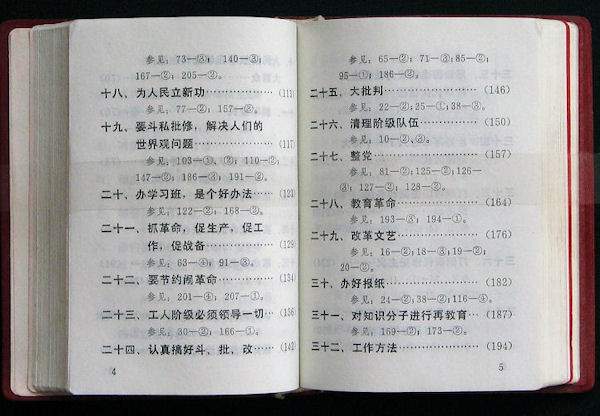 参见：73—③； 140—③；
167—②； 205—②。
十八、为人民立新功……………(113)
参见：77—②；157—③。
十九、要斗私批修，解决人们的
世界观问题………………(117)
参见：103—①、②；110—②；
147—②；186—③；191—②。
二十、办学习班，是个好办法……(121)
参见：122—②；168—③。
二十一、抓革命，促生产，促工
作，促战备……………(129)
参见：63—④；91—③。
二十二、要节约闹革命…………(134)
参见：201—④；207—①。
二十三、工人阶级必须领导一切…(136)
参见：30—②；166—①；
二十四、认真搞好斗、批、改……(142)
4
参见：65—②；71—③；85—②；
95—①；186—②。
二十五、大批判………………(146)
参见：22—②；25—①；38—③。
二十六、清理阶级队伍…………(150)
参见：10—②、③。
二十七、整党…………………(157)
参见：81—②；125—②；126—
③；127—②；128—②。
二十八、教育革命………………(164)
参见：193—③；194—①。
二十九、改革文艺………………(176)
参见：16—②；18—③；19—②；
20—②。
三十、办好报纸…………………(182)
参见：24—②；38—②；116—④。
三十一、对知识分子进行再教育…(187)
参见：169—②；173—②。
三十二、工作方法………………(194)
5